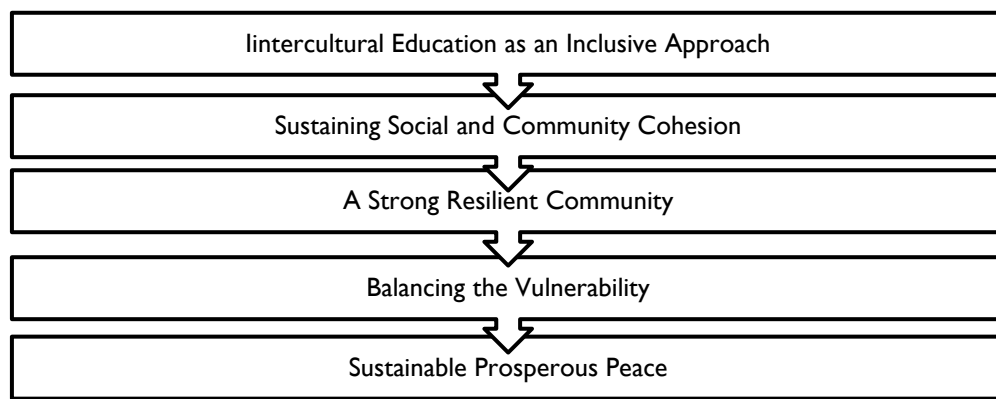 Iintercultural Education as an Inclusive Approach
Sustaining Social and Community Cohesion
A Strong Resilient Community
Balancing the Vulnerability
Sustainable Prosperous Peace